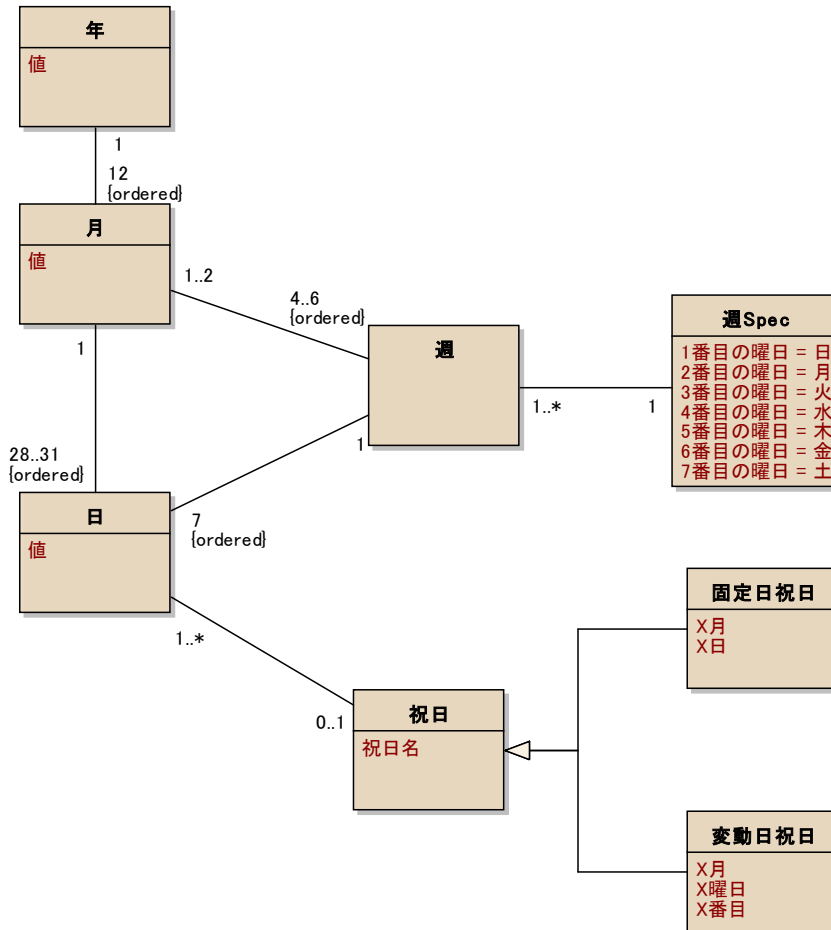 年
値
1
12
{ordered}
月
値
1..2
4..6
{ordered}
週
1..*
1
週Spec
1番目の曜日 = 日
2番目の曜日 = 月
3番目の曜日 = 火
4番目の曜日 = 水
5番目の曜日 = 木
6番目の曜日 = 金
7番目の曜日 = 土
1
28..31
{ordered}
日
値
1
7
{ordered}
1..*
0..1
祝日
祝日名
固定日祝日
X月
X日
変動日祝日
X月
X曜日
X番目